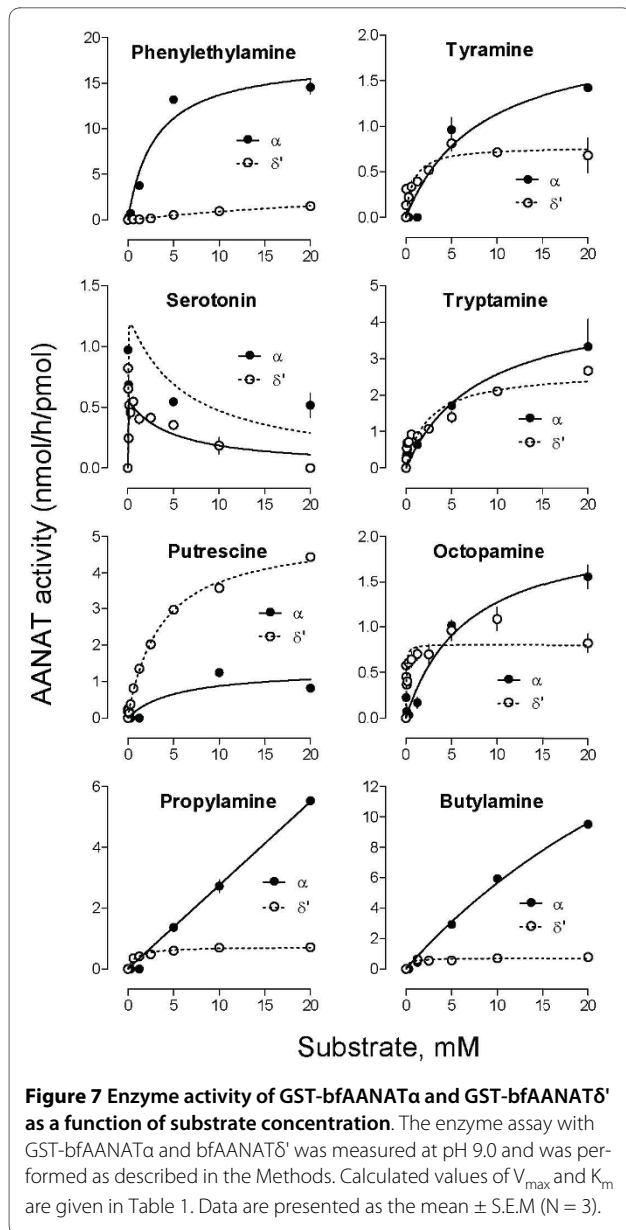 Phenylethylamine
20
15
10
5
0
α
δ'
0 5 10 15 20
Tyramine
2.0
1.5
1.0
0.5
0.0
α
δ'
0 5 10 15 20
Serotonin
1.5
1.0
0.5
0.0
α
δ'
0 5 10 15 20
Tryptamine
5
4
3
2
1
0
α
δ'
0 5 10 15 20
Putrescine
5
4
3
2
1
0
α
δ'
0 5 10 15 20
Octopamine
2.0
1.5
1.0
0.5
0.0
α
δ'
0 5 10 15 20
Propylamine
6
4
2
0
α
δ'
0 5 10 15 20
Butylamine
12
10
8
6
4
2
0
α
δ'
0 5 10 15 20
AANAT activity (nmol/h/pmol)
Substrate, mM
Figure 7 Enzyme activity of GST-bfAANATα and GST-bfAANATδ'
as a function of substrate concentration. The enzyme assay with
GST-bfAANATα and bfAANATδ' was measured at pH 9.0 and was per-
formed as described in the Methods. Calculated values of Vmax and Km
are given in Table 1. Data are presented as the mean ± S.E.M (N = 3).